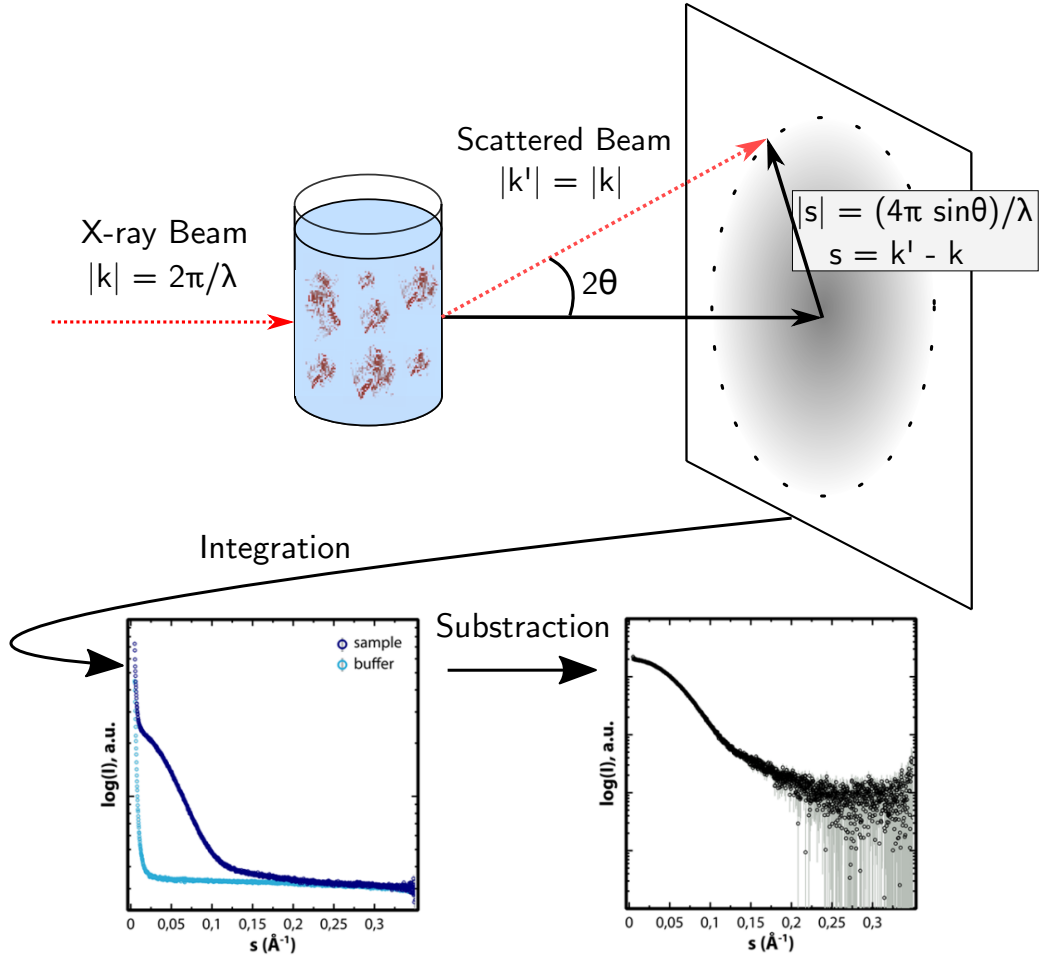 Scattered Beam
|k'| = |k|
X-ray Beam
|k| = 2π/λ
2θ
|s| = (4π sinθ)/λ
s = k' - k
Integration
Substraction
sample
buffer
log(I), a.u.
0 0,05 0,1 0,15 0,2 0,25 0,3
s (Å⁻¹)
log(I), a.u.
0 0,05 0,1 0,15 0,2 0,25 0,3
s (Å⁻¹)